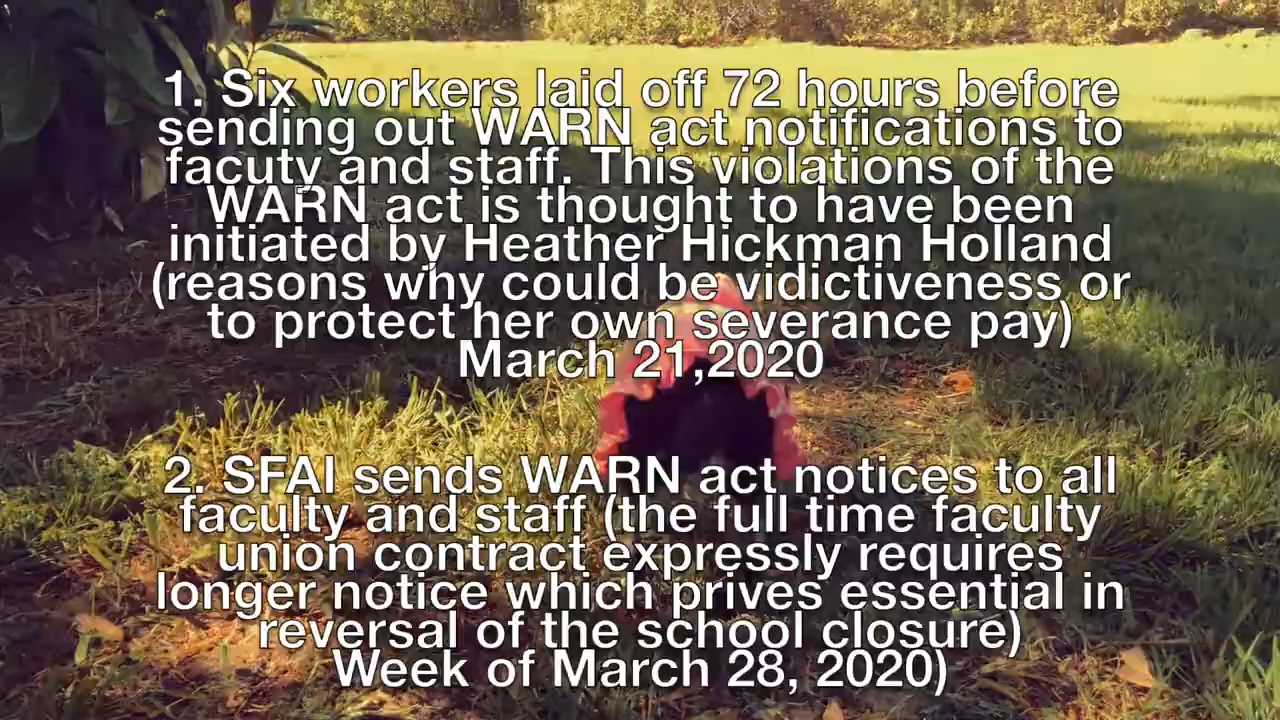 1. Six workers laid off 72 hours before
sending out WARN act notifications to
facuty and staff. This violations of the
WARN act is thought to have been
initiated by Heather Hickman Holland
(reasons why could be vidictiveness or
to protect her own severance pay)
March 21,2020
2. SFAI sends WARN act notices to all
faculty and staff (the full time faculty
union contract expressly requires
longer notice which prives essential in
reversal of the school closure)
Week of March 28, 2020)